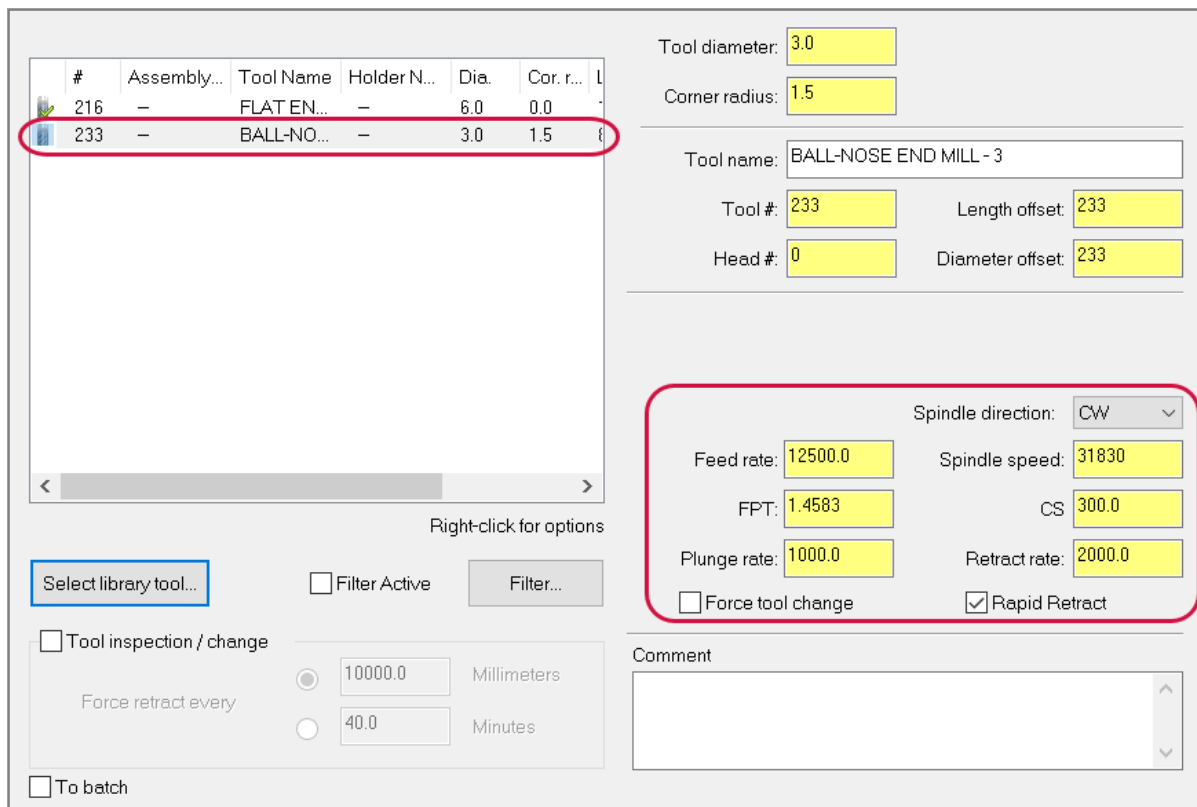 # Assembly... Tool Name Holder N... Dia. Cor. r... L
216 – FLAT EN... – 6.0 0.0
233 – BALL-NO... – 3.0 1.5 8
Right-click for options
Select library tool... Filter Active Filter...
Tool inspection / change
Force retract every
10000.0 Millimeters
40.0 Minutes
To batch
Tool diameter: 3.0
Corner radius: 1.5
Tool name: BALL-NOSE END MILL - 3
Tool #: 233 Length offset: 233
Head #: 0 Diameter offset: 233
Spindle direction: CW
Feed rate: 12500.0 Spindle speed: 31830
FPT: 1.4583 CS 300.0
Plunge rate: 1000.0 Retract rate: 2000.0
Force tool change Rapid Retract
Comment